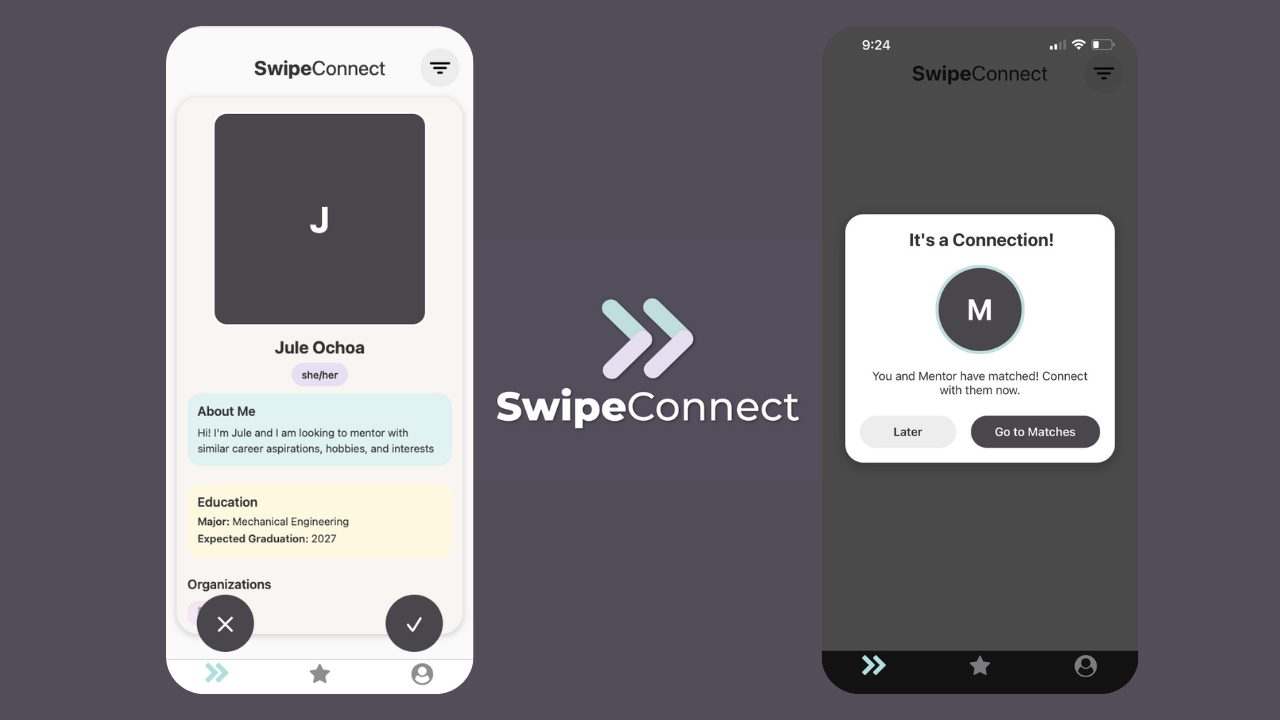 SwipeConnect
J
Jule Ochoa
she/her
About Me
Hi! I'm Jule and I am looking to mentor with
similar career aspirations, hobbies, and interests
Education
Major: Mechanical Engineering
Expected Graduation: 2027
Organizations
SwipeConnect
9:24
SwipeConnect
It's a Connection!
M
You and Mentor have matched! Connect
with them now.
Later
Go to Matches